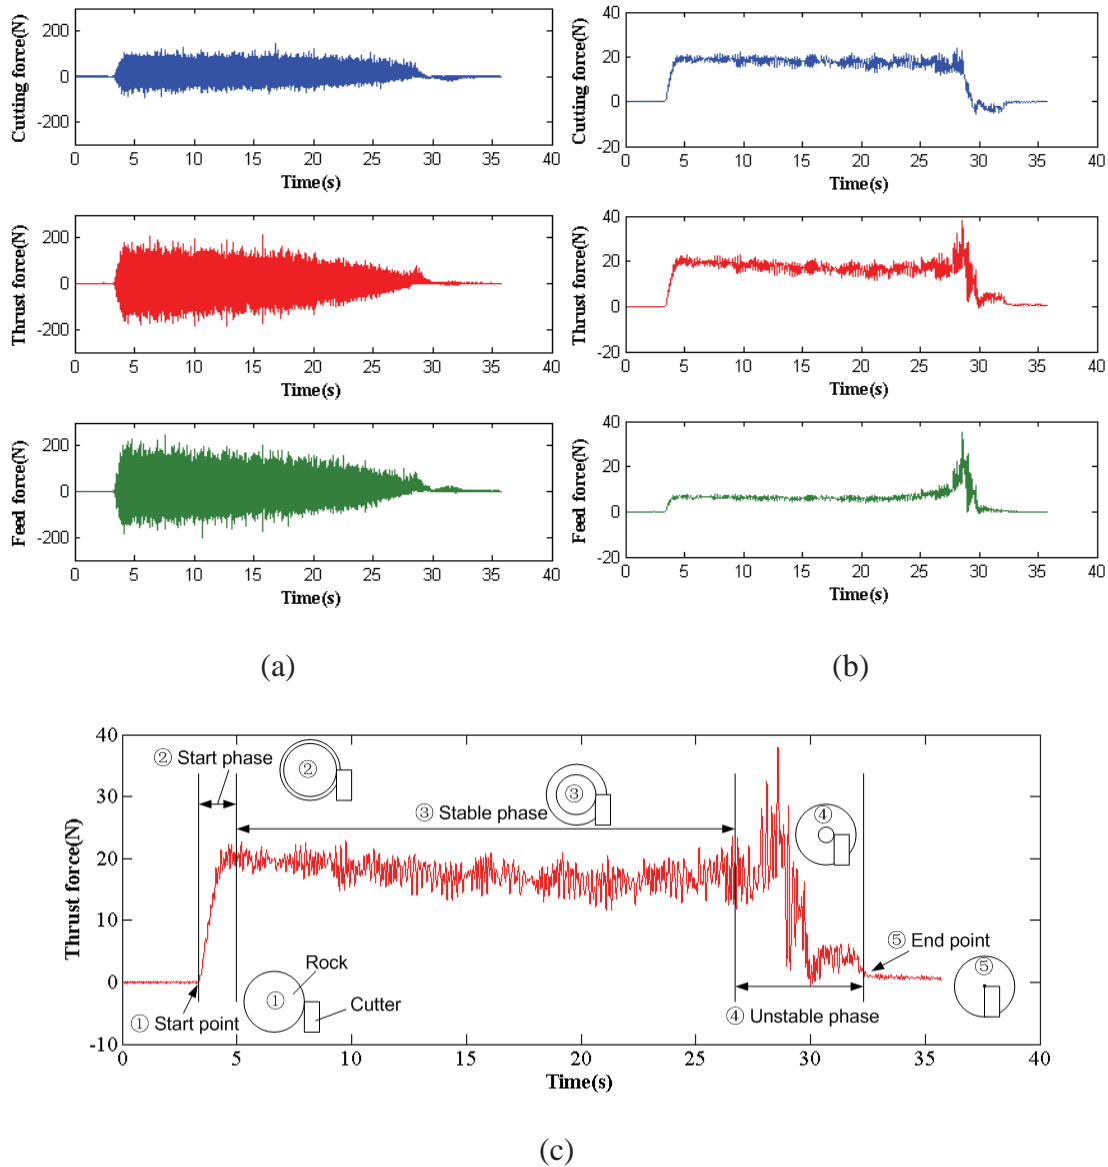 Cutting force(N)
200
0
-200
0 5 10 15 20 25 30 35 40
Time(s)
Thrust force(N)
200
0
-200
0 5 10 15 20 25 30 35 40
Time(s)
Feed force(N)
200
0
-200
0 5 10 15 20 25 30 35 40
Time(s)
(a)
Cutting force(N)
40
20
0
-20
0 5 10 15 20 25 30 35 40
Time(s)
Thrust force(N)
40
20
0
-20
0 5 10 15 20 25 30 35 40
Time(s)
Feed force(N)
40
20
0
-20
0 5 10 15 20 25 30 35 40
Time(s)
(b)
Thrust force(N)
40
30
20
10
0
-10
② Start phase
②
③ Stable phase
③
④
⑤ End point
⑤
Rock
①
Cutter
① Start point
④ Unstable phase
0 5 10 15 20 25 30 35 40
Time(s)
(c)